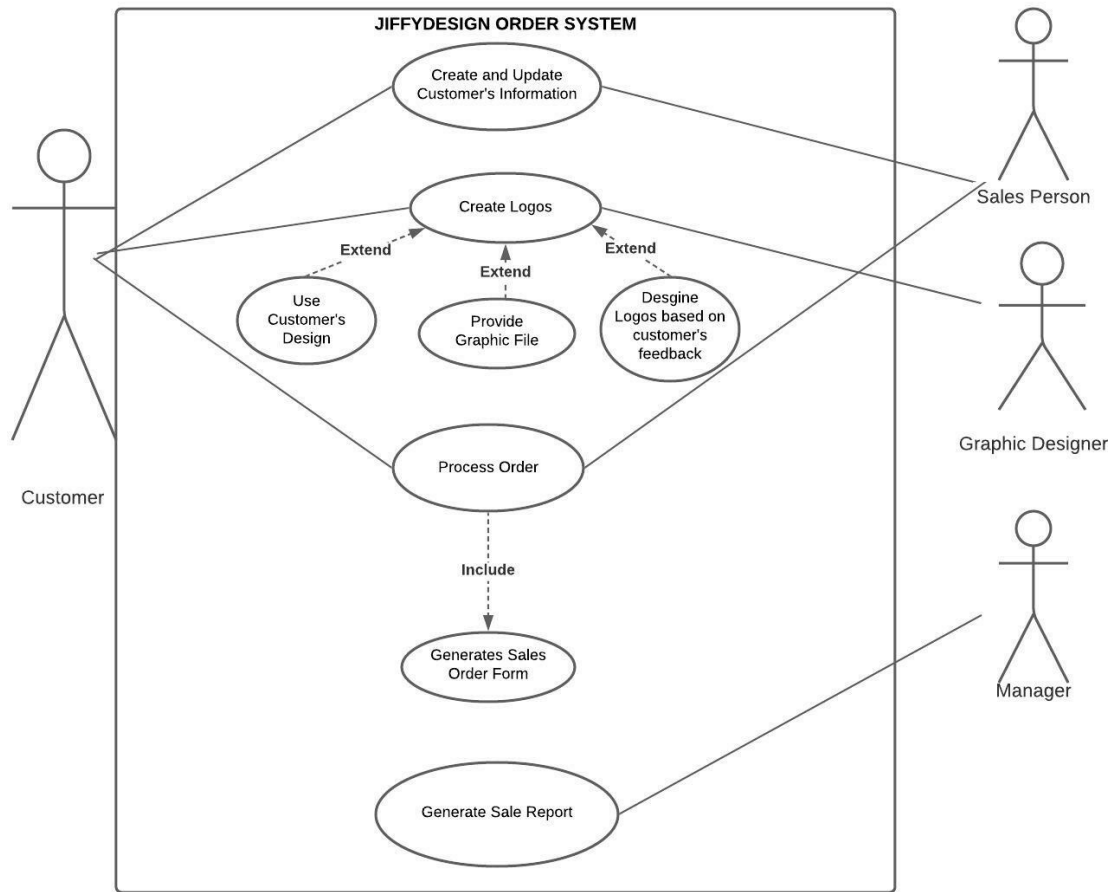 JIFFYDESIGN ORDER SYSTEM
Create and Update
Customer's Information
Sales Person
Create Logos
Extend
Extend
Extend
Use
Customer's
Design
Provide
Graphic File
Desgine
Logos based on
customer's
feedback
Graphic Designer
Process Order
Customer
Include
Generates Sales
Order Form
Manager
Generate Sale Report